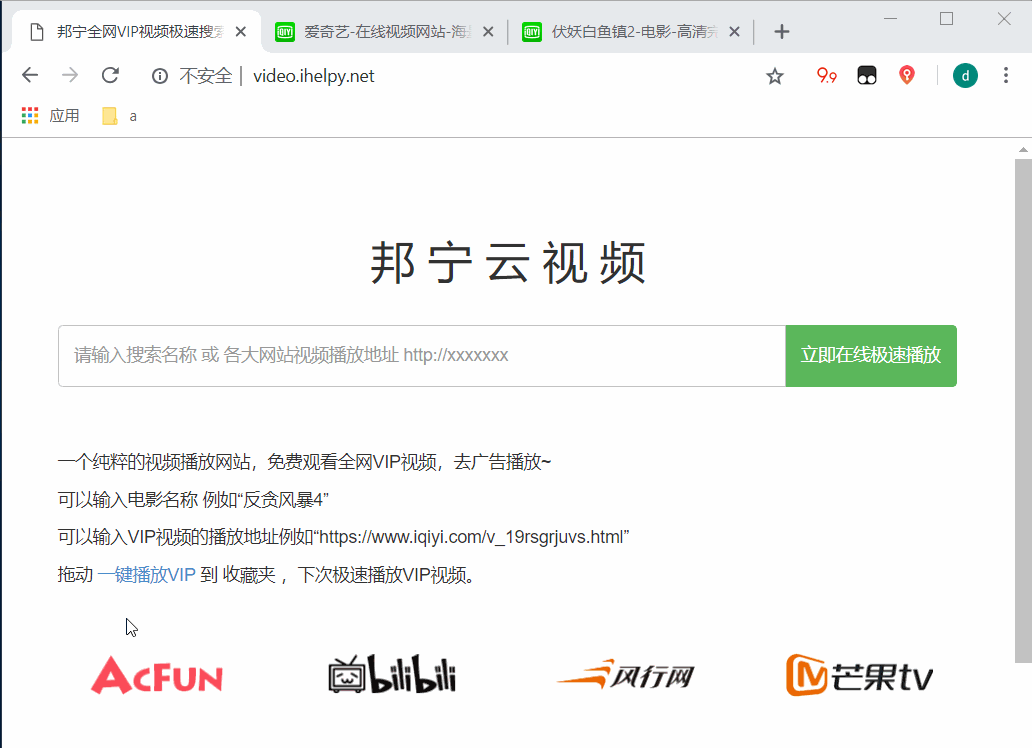 邦宁全网VIP视频极速搜索
爱奇艺-在线视频网站-海
伏妖白鱼镇2-电影-高清完
不安全 | video.ihelpy.net
9.9
d
应用
a
邦宁云视频
请输入搜索名称 或 各大网站视频播放地址 http://xxxxxxx
立即在线极速播放
一个纯粹的视频播放网站，免费观看全网VIP视频，去广告播放~
可以输入电影名称 例如“反贪风暴4”
可以输入VIP视频的播放地址例如“https://www.iqiyi.com/v_19rsgrjuvs.html”
拖动 一键播放VIP 到 收藏夹 ，下次极速播放VIP视频。
AcFun
bilibili
风行网
芒果tv